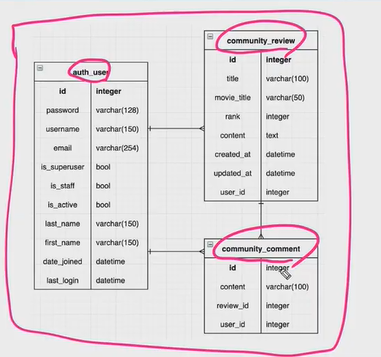 community_review
id integer
title varchar(100)
movie_title varchar(50)
rank integer
content text
created_at datetime
updated_at datetime
user_id integer
auth_user
id integer
password varchar(128)
username varchar(150)
email varchar(254)
is_superuser bool
is_staff bool
is_active bool
last_name varchar(150)
first_name varchar(150)
date_joined datetime
last_login datetime
community_comment
id integer
content varchar(100)
review_id integer
user_id integer